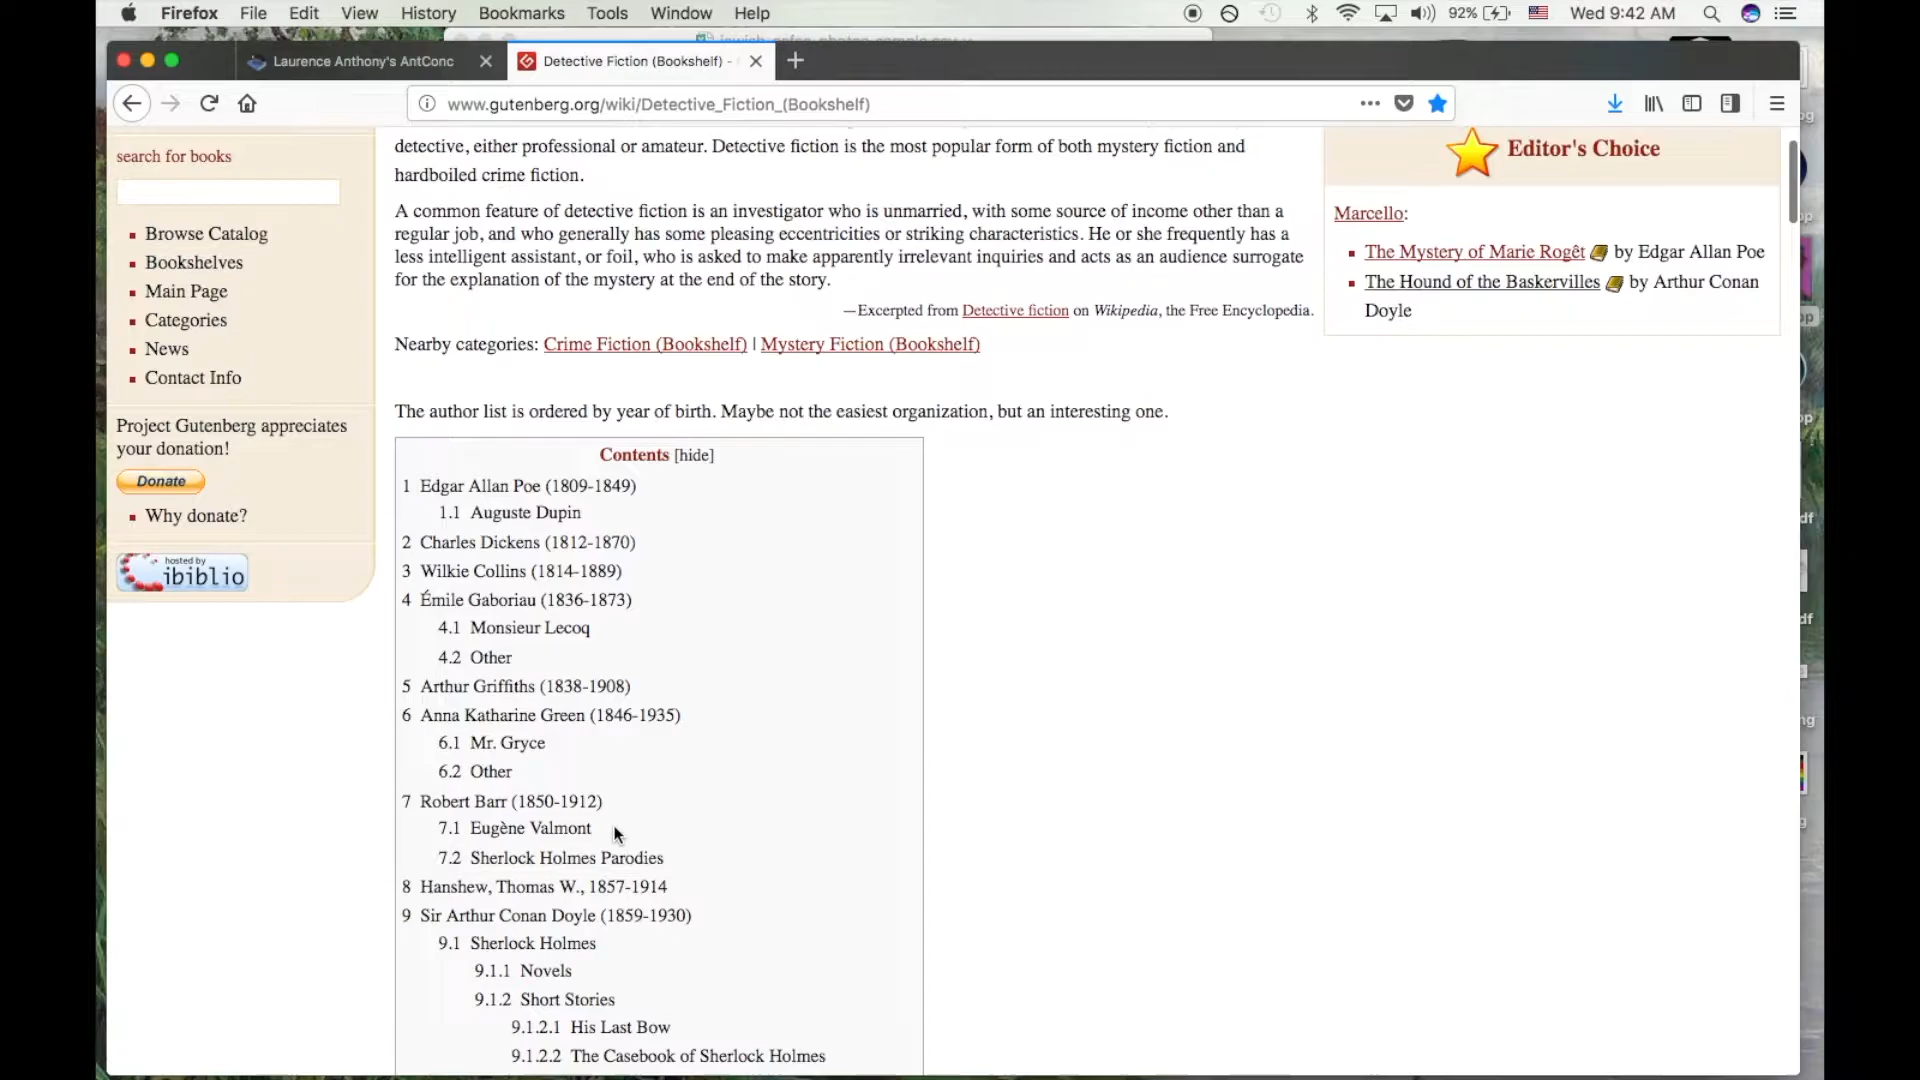 Firefox File Edit View History Bookmarks Tools Window Help 92% Wed 9:42 AM
Laurence Anthony's AntConc
Detective Fiction (Bookshelf) -
www.gutenberg.org/wiki/Detective_Fiction_(Bookshelf)
search for books
Browse Catalog
Bookshelves
Main Page
Categories
News
Contact Info
Project Gutenberg appreciates
your donation!
Donate
Why donate?
hosted by
ibiblio
detective, either professional or amateur. Detective fiction is the most popular form of both mystery fiction and
hardboiled crime fiction.
A common feature of detective fiction is an investigator who is unmarried, with some source of income other than a
regular job, and who generally has some pleasing eccentricities or striking characteristics. He or she frequently has a
less intelligent assistant, or foil, who is asked to make apparently irrelevant inquiries and acts as an audience surrogate
for the explanation of the mystery at the end of the story.
—Excerpted from Detective fiction on Wikipedia, the Free Encyclopedia.
Nearby categories: Crime Fiction (Bookshelf) | Mystery Fiction (Bookshelf)
The author list is ordered by year of birth. Maybe not the easiest organization, but an interesting one.
Contents [hide]
1 Edgar Allan Poe (1809-1849)
1.1 Auguste Dupin
2 Charles Dickens (1812-1870)
3 Wilkie Collins (1814-1889)
4 Émile Gaboriau (1836-1873)
4.1 Monsieur Lecoq
4.2 Other
5 Arthur Griffiths (1838-1908)
6 Anna Katharine Green (1846-1935)
6.1 Mr. Gryce
6.2 Other
7 Robert Barr (1850-1912)
7.1 Eugène Valmont
7.2 Sherlock Holmes Parodies
8 Hanshew, Thomas W., 1857-1914
9 Sir Arthur Conan Doyle (1859-1930)
9.1 Sherlock Holmes
9.1.1 Novels
9.1.2 Short Stories
9.1.2.1 His Last Bow
9.1.2.2 The Casebook of Sherlock Holmes
Editor's Choice
Marcello:
The Mystery of Marie Rogêt by Edgar Allan Poe
The Hound of the Baskervilles by Arthur Conan
Doyle